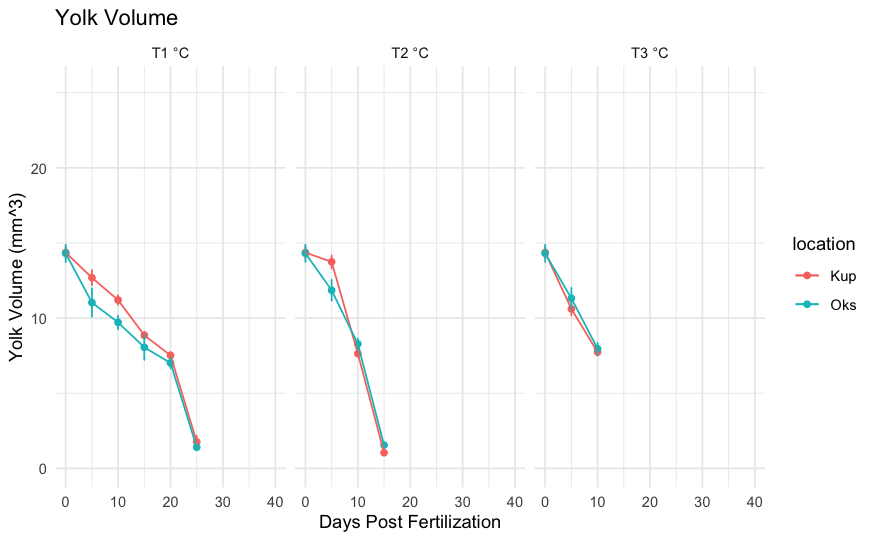 Yolk Volume
T1 °C T2 °C T3 °C
20
10
0
Yolk Volume (mm^3)
0 10 20 30 40 0 10 20 30 40 0 10 20 30 40
Days Post Fertilization
location
Kup
Oks